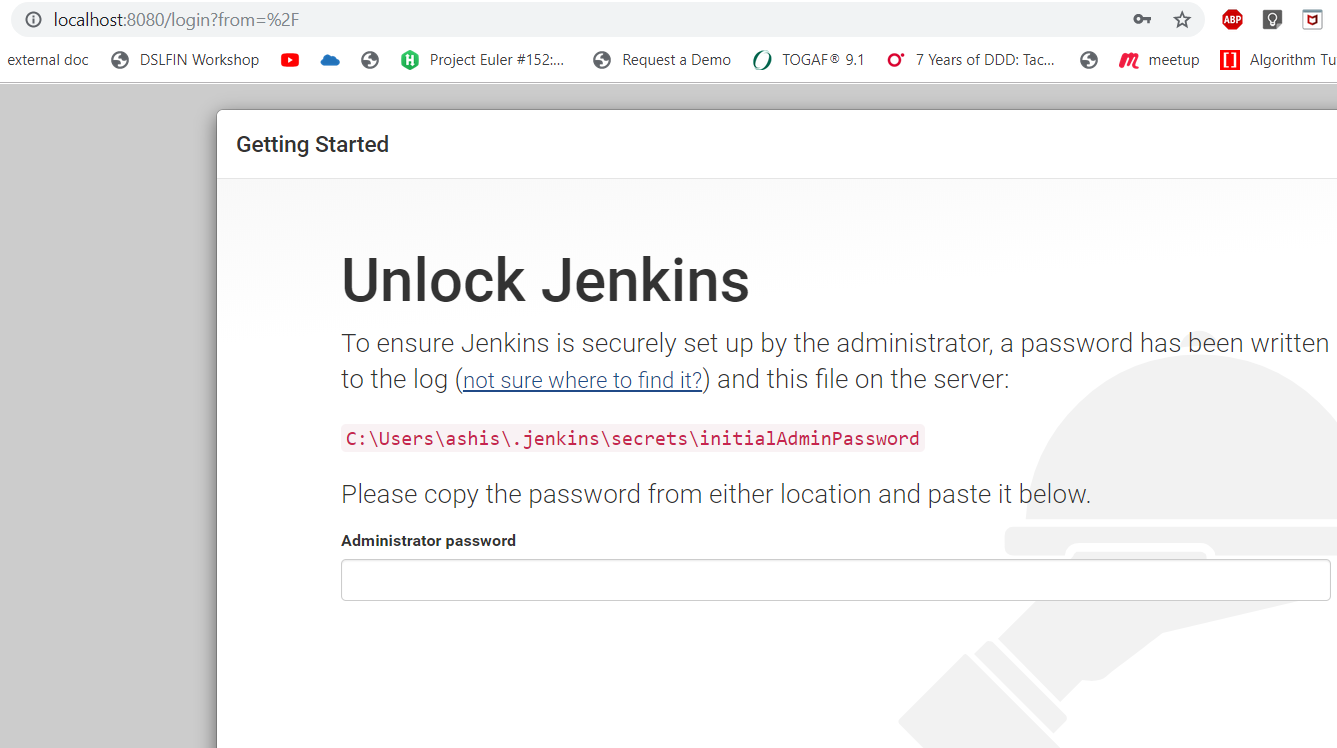 localhost:8080/login?from=%2F
ABP
external doc DSLFIN Workshop H Project Euler #152:... Request a Demo TOGAF® 9.1 7 Years of DDD: Tac... meetup [] Algorithm Tu
Getting Started
Unlock Jenkins
To ensure Jenkins is securely set up by the administrator, a password has been written
to the log (not sure where to find it?) and this file on the server:
C:\Users\ashis\.jenkins\secrets\initialAdminPassword
Please copy the password from either location and paste it below.
Administrator password